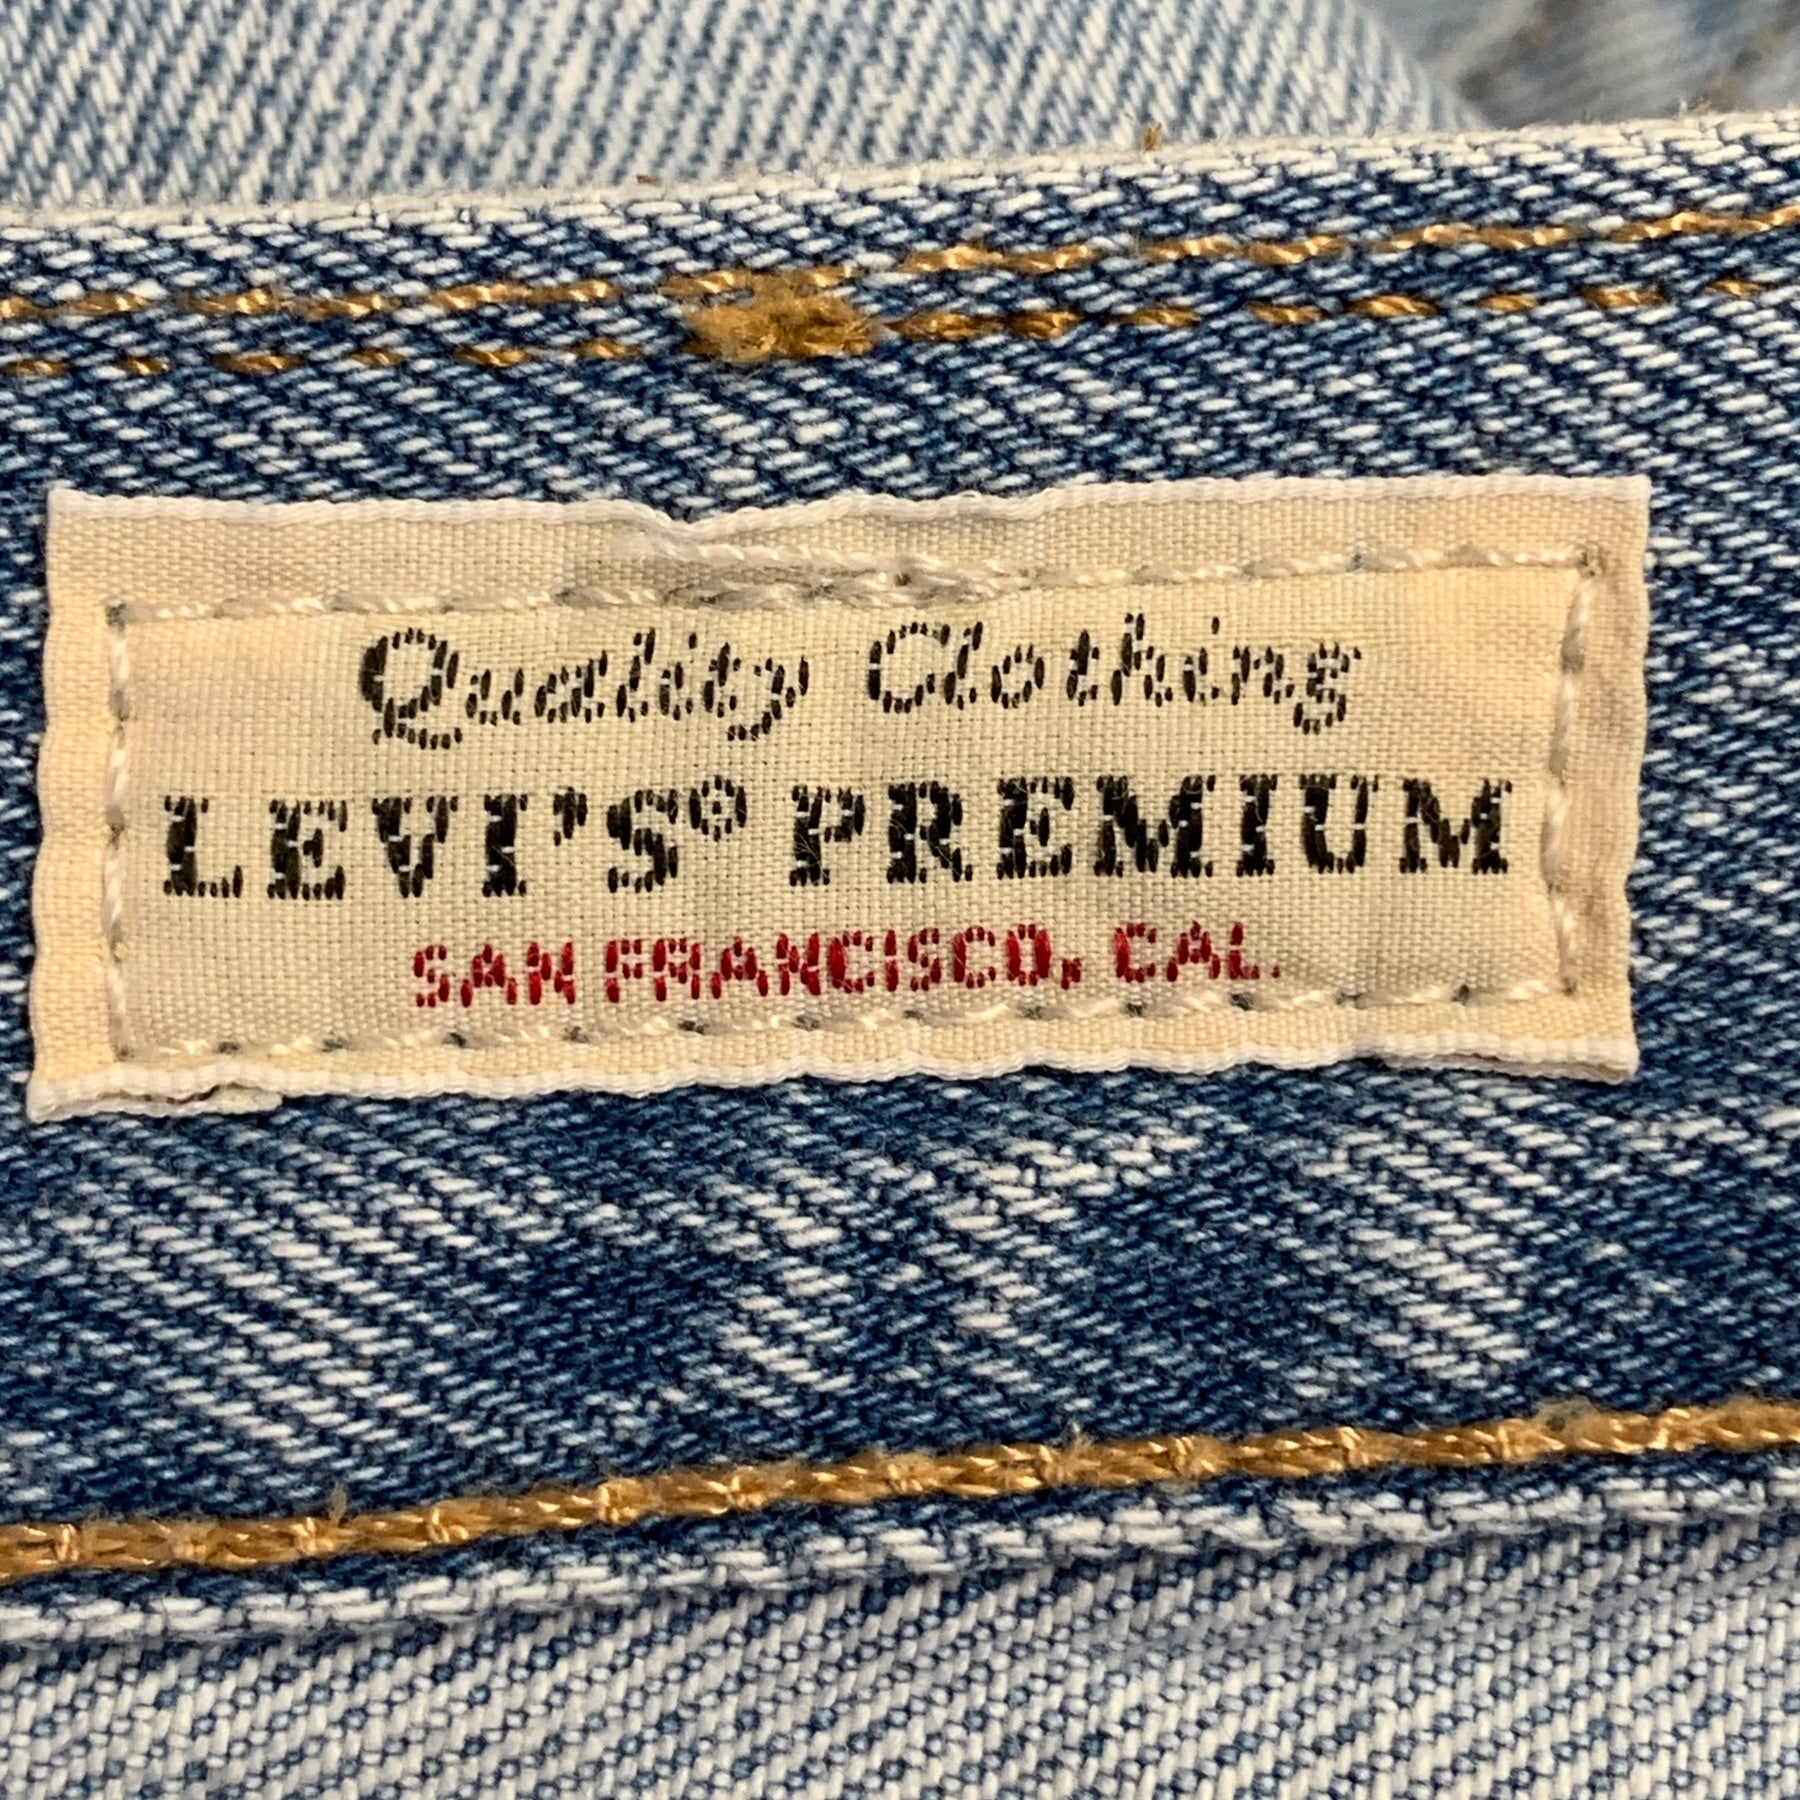 Quality Clothing
LEVI'S® PREMIUM
SAN FRANCISCO, CAL.